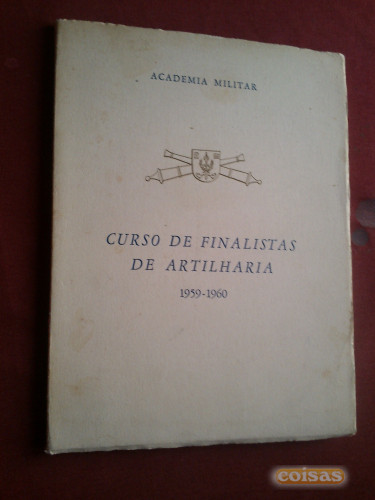 ACADEMIA MILITAR
CURSO DE FINALISTAS
DE ARTILHARIA
1959-1960
coisas